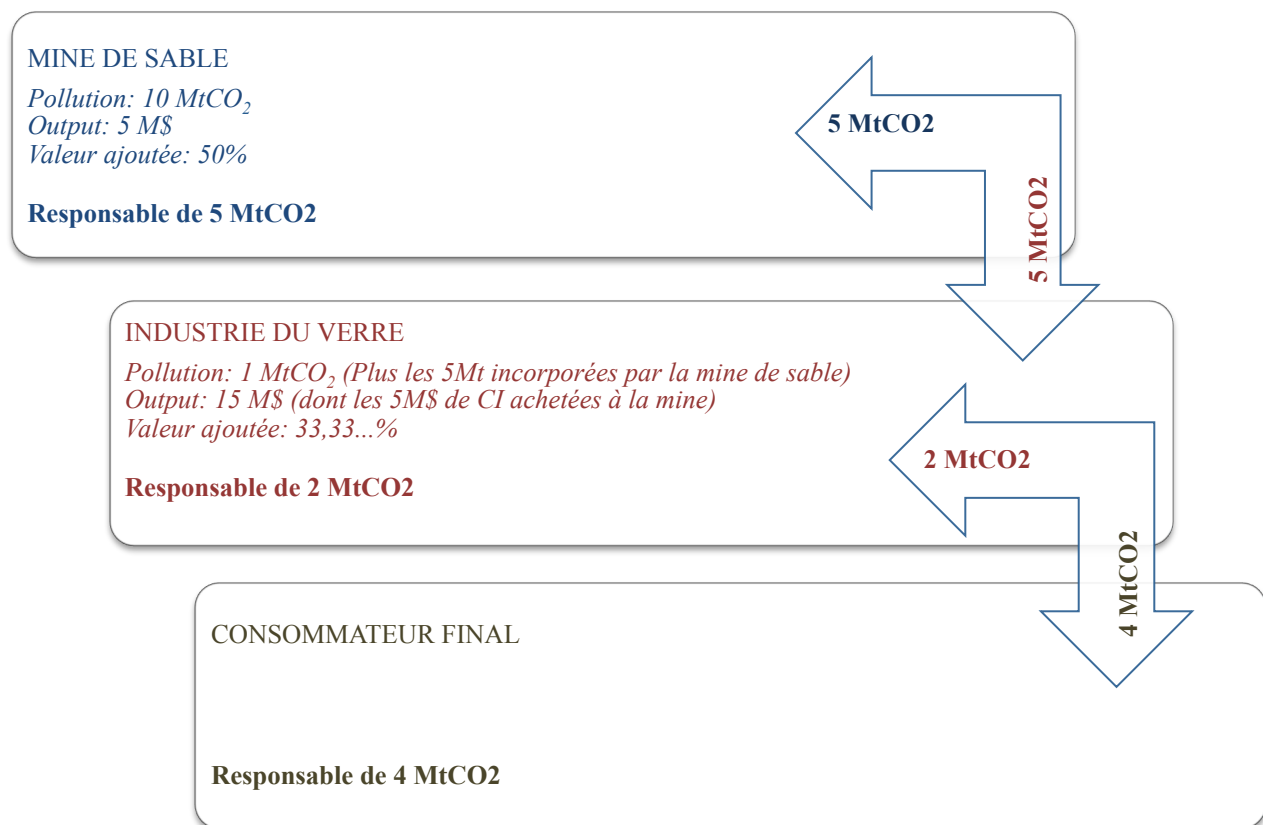 MINE DE SABLE
Pollution: 10 MtCO₂
Output: 5 M$
Valeur ajoutée: 50%
Responsable de 5 MtCO2
5 MtCO2
5 MtCO2
INDUSTRIE DU VERRE
Pollution: 1 MtCO₂ (Plus les 5Mt incorporées par la mine de sable)
Output: 15 M$ (dont les 5M$ de CI achetées à la mine)
Valeur ajoutée: 33,33...%
Responsable de 2 MtCO2
2 MtCO2
4 MtCO2
CONSOMMATEUR FINAL
Responsable de 4 MtCO2